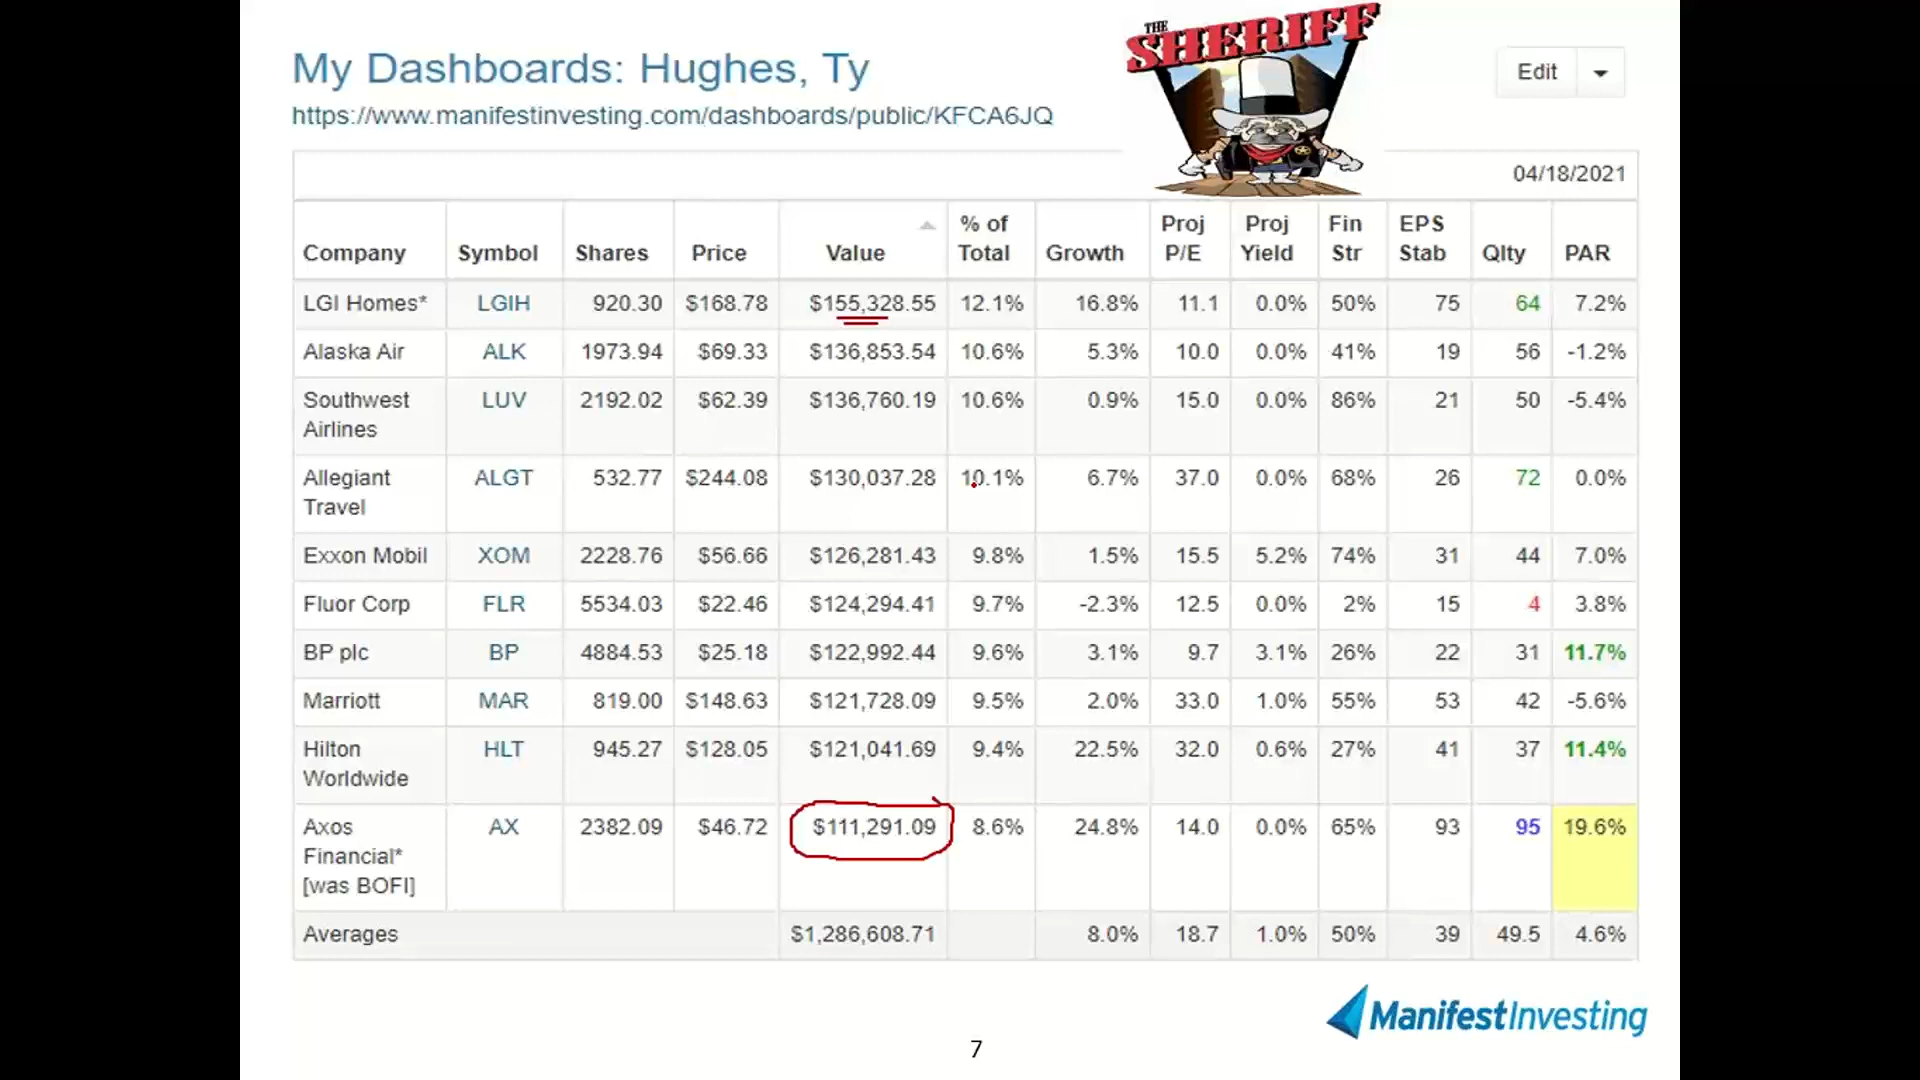 THE
SHERIFF
My Dashboards: Hughes, Ty
Edit
https://www.manifestinvesting.com/dashboards/public/KFCA6JQ
04/18/2021
Company Symbol Shares Price Value % of Total Growth Proj P/E Proj Yield Fin Str EPS Stab Qlty PAR
LGI Homes* LGIH 920.30 $168.78 $155,328.55 12.1% 16.8% 11.1 0.0% 50% 75 64 7.2%
Alaska Air ALK 1973.94 $69.33 $136,853.54 10.6% 5.3% 10.0 0.0% 41% 19 56 -1.2%
Southwest Airlines LUV 2192.02 $62.39 $136,760.19 10.6% 0.9% 15.0 0.0% 86% 21 50 -5.4%
Allegiant Travel ALGT 532.77 $244.08 $130,037.28 10.1% 6.7% 37.0 0.0% 68% 26 72 0.0%
Exxon Mobil XOM 2228.76 $56.66 $126,281.43 9.8% 1.5% 15.5 5.2% 74% 31 44 7.0%
Fluor Corp FLR 5534.03 $22.46 $124,294.41 9.7% -2.3% 12.5 0.0% 2% 15 4 3.8%
BP plc BP 4884.53 $25.18 $122,992.44 9.6% 3.1% 9.7 3.1% 26% 22 31 11.7%
Marriott MAR 819.00 $148.63 $121,728.09 9.5% 2.0% 33.0 1.0% 55% 53 42 -5.6%
Hilton Worldwide HLT 945.27 $128.05 $121,041.69 9.4% 22.5% 32.0 0.6% 27% 41 37 11.4%
Axos Financial* [was BOFI] AX 2382.09 $46.72 $111,291.09 8.6% 24.8% 14.0 0.0% 65% 93 95 19.6%
Averages $1,286,608.71 8.0% 18.7 1.0% 50% 39 49.5 4.6%
ManifestInvesting
7